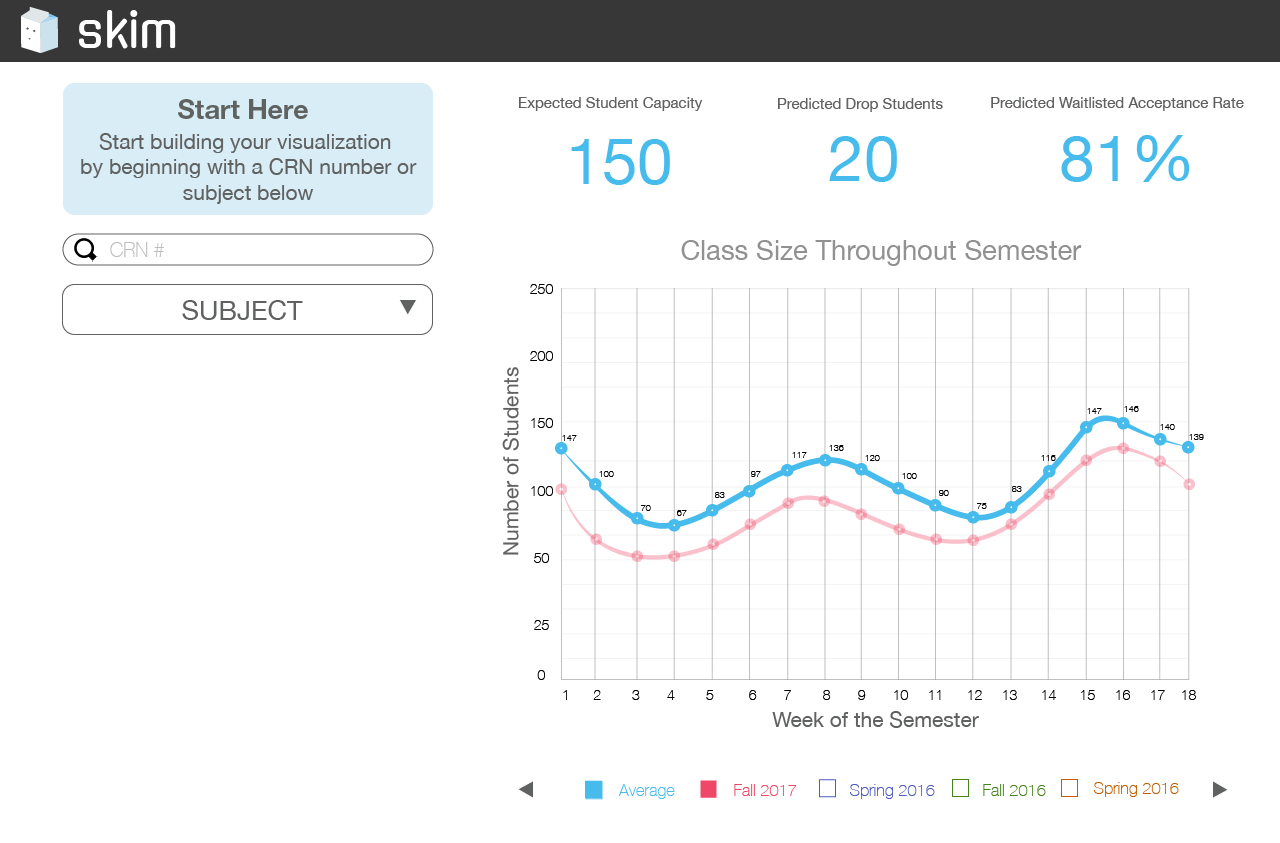 skim
Start Here
Start building your visualization
by beginning with a CRN number or
subject below
CRN #
SUBJECT
Expected Student Capacity
150
Predicted Drop Students
20
Predicted Waitlisted Acceptance Rate
81%
Class Size Throughout Semester
Number of Students
250
200
150
100
50
25
0
147 100 70 67 83 97 117 136 120 100 90 75 83 116 147 146 140 139
1 2 3 4 5 6 7 8 9 10 11 12 13 14 15 16 17 18
Week of the Semester
Average Fall 2017 Spring 2016 Fall 2016 Spring 2016